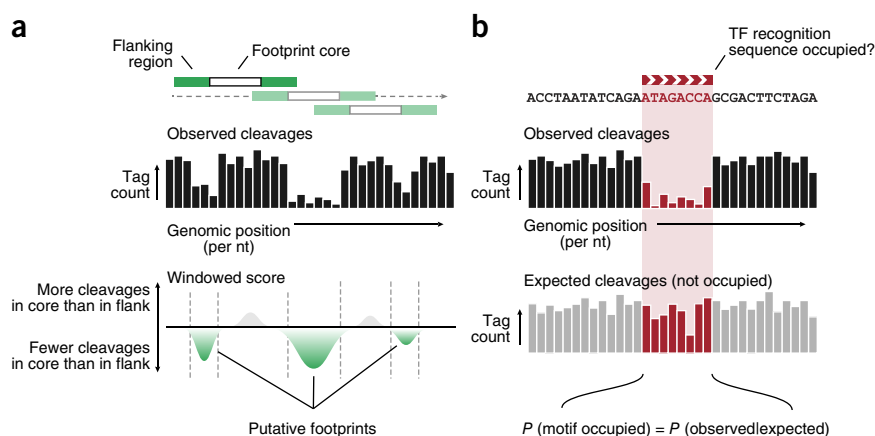 a
Flanking
region
Footprint core
Observed cleavages
Tag
count
Genomic position
(per nt)
Windowed score
More cleavages
in core than in flank
Fewer cleavages
in core than in flank
Putative footprints
b
TF recognition
sequence occupied?
ACCTAATATCAGAATAGACCAGCGACTTCTAGA
Observed cleavages
Tag
count
Genomic position
(per nt)
Expected cleavages (not occupied)
Tag
count
P (motif occupied) = P (observed|expected)